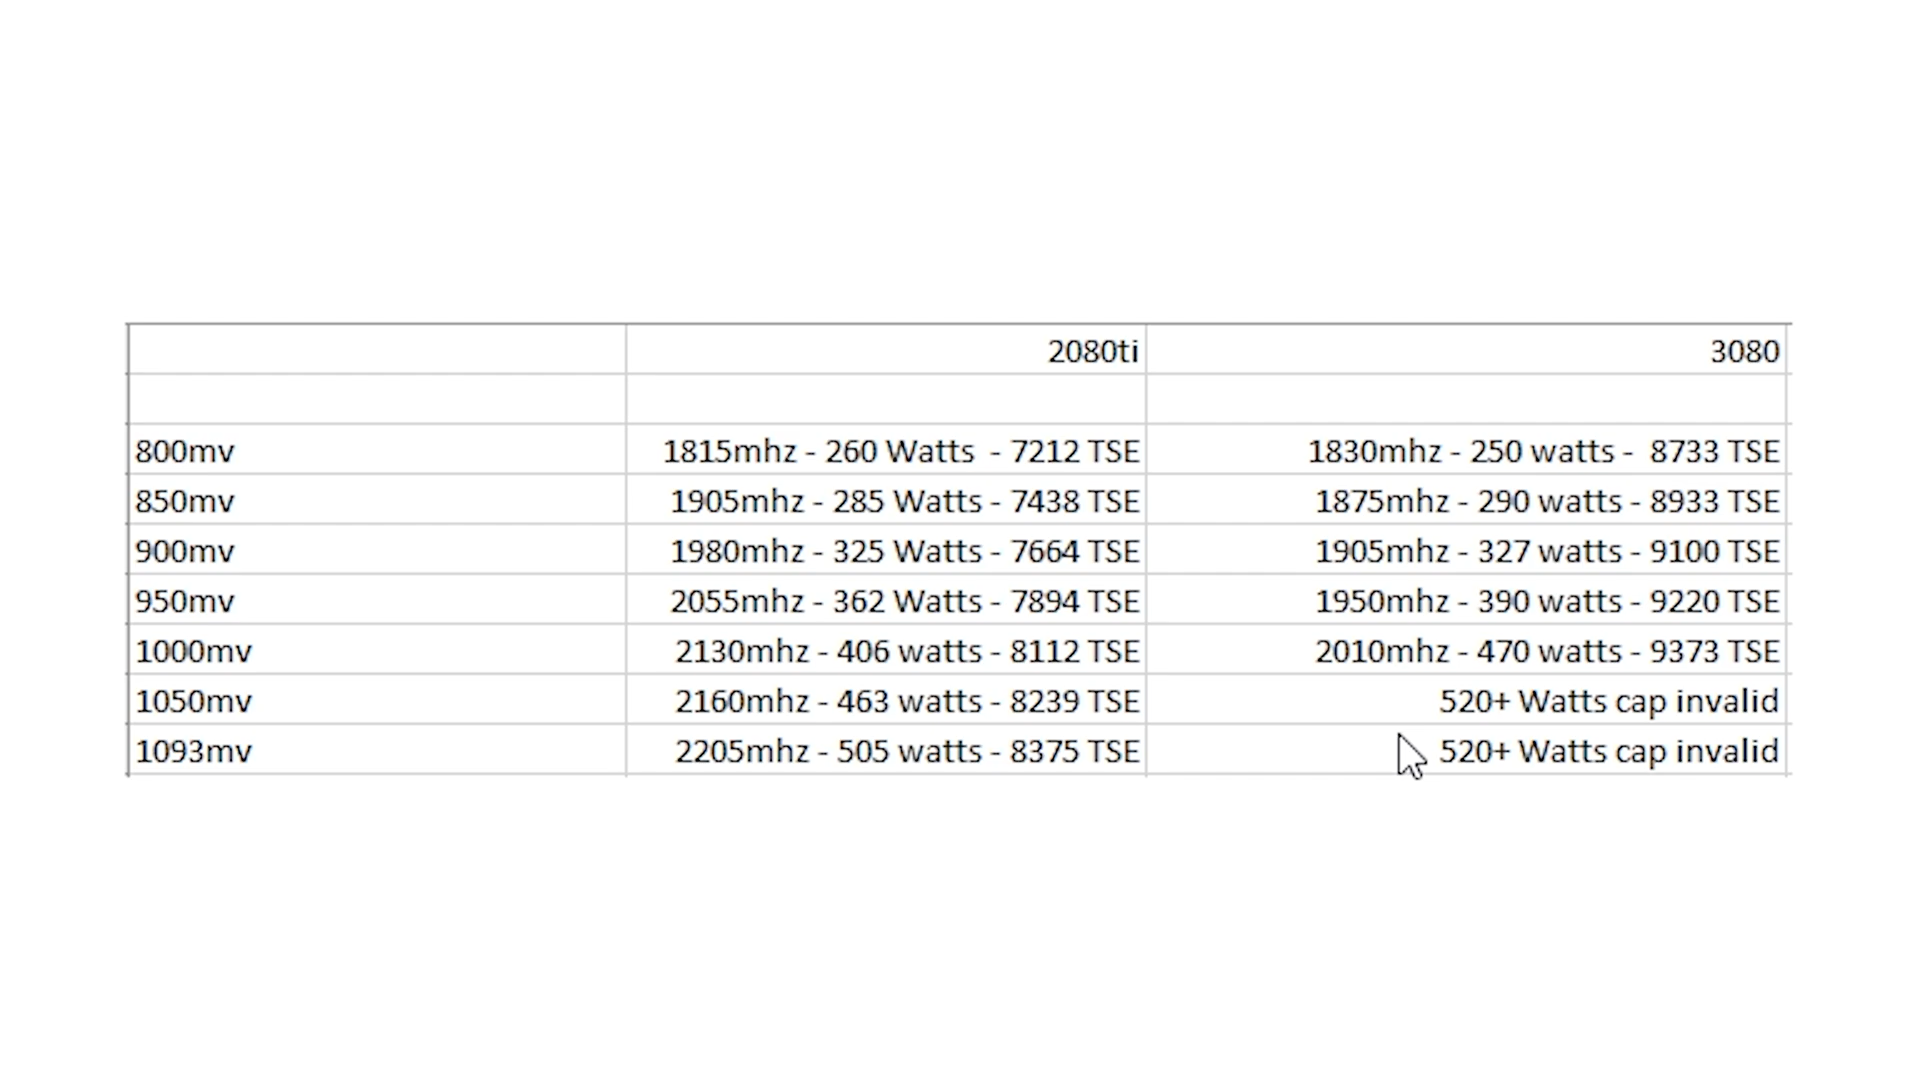 2080ti 3080
800mv 1815mhz - 260 Watts  - 7212 TSE 1830mhz - 250 watts -  8733 TSE
850mv 1905mhz - 285 Watts - 7438 TSE 1875mhz - 290 watts - 8933 TSE
900mv 1980mhz - 325 Watts - 7664 TSE 1905mhz - 327 watts - 9100 TSE
950mv 2055mhz - 362 Watts - 7894 TSE 1950mhz - 390 watts - 9220 TSE
1000mv 2130mhz - 406 watts - 8112 TSE 2010mhz - 470 watts - 9373 TSE
1050mv 2160mhz - 463 watts - 8239 TSE 520+ Watts cap invalid
1093mv 2205mhz - 505 watts - 8375 TSE 520+ Watts cap invalid